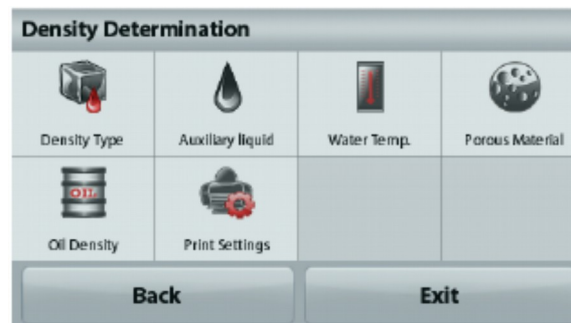 Density Determination
Density Type
Auxiliary liquid
Water Temp.
Porous Material
OIL
Oil Density
Print Settings
Back
Exit